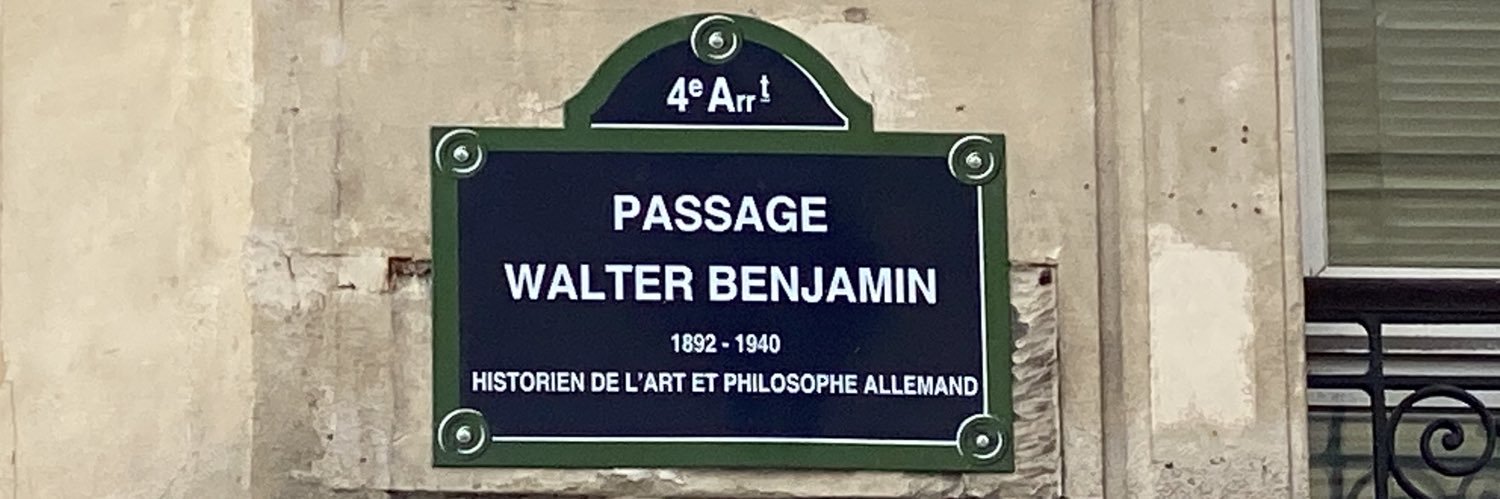 4e Arrt
PASSAGE
WALTER BENJAMIN
1892 - 1940
HISTORIEN DE L'ART ET PHILOSOPHE ALLEMAND